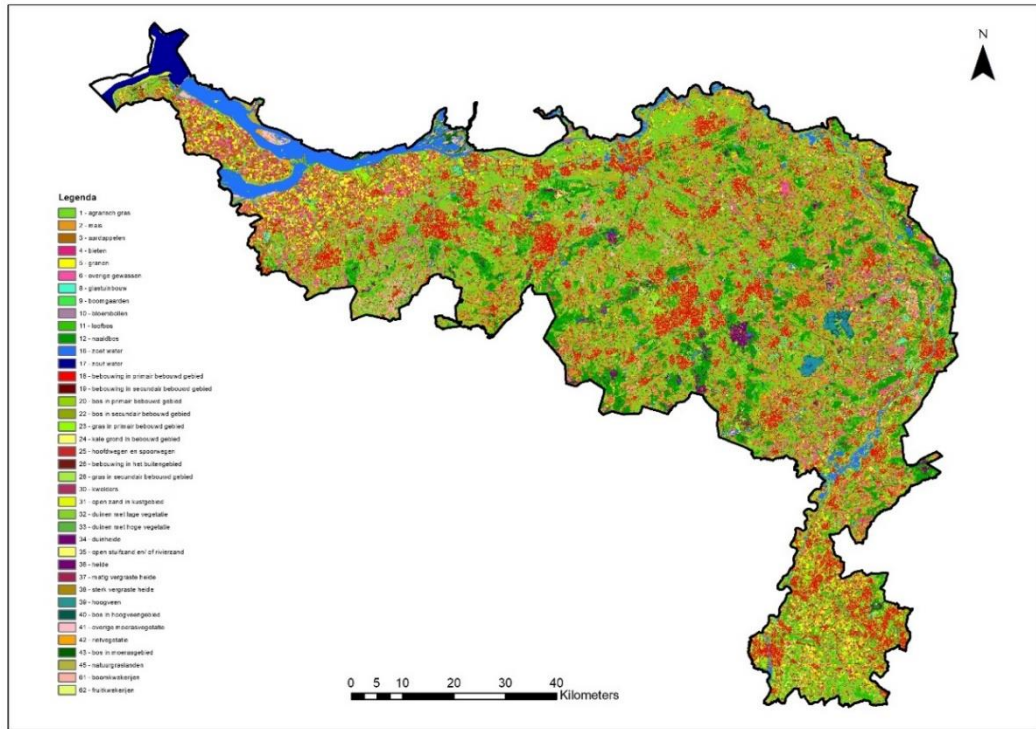 N
Legenda
1 - agrarisch gras
2 - mais
3 - aardappelen
4 - bieten
5 - granen
6 - overige gewassen
8 - glastuinbouw
9 - boomgaarden
10 - bloembollen
11 - loofbos
12 - naaldbos
16 - zoet water
17 - zout water
18 - bebouwing in primair bebouwd gebied
19 - bebouwing in secundair bebouwd gebied
20 - bos in primair bebouwd gebied
22 - bos in secundair bebouwd gebied
23 - gras in primair bebouwd gebied
24 - kale grond in bebouwd gebied
25 - hoofdwegen en spoorwegen
26 - bebouwing in het buitengebied
28 - gras in secundair bebouwd gebied
30 - kwelders
31 - open zand in kustgebied
32 - duinen met lage vegetatie
33 - duinen met hoge vegetatie
34 - duinheide
35 - open stuifzand en/ of rivierzand
36 - heide
37 - matig vergraste heide
38 - sterk vergraste heide
39 - hoogveen
40 - bos in hoogveengebied
41 - overige moerasvegetatie
42 - rietvegetatie
43 - bos in moerasgebied
45 - natuurgraslanden
61 - boomkwekerijen
62 - fruitkwekerijen
0 5 10 20 30 40
Kilometers